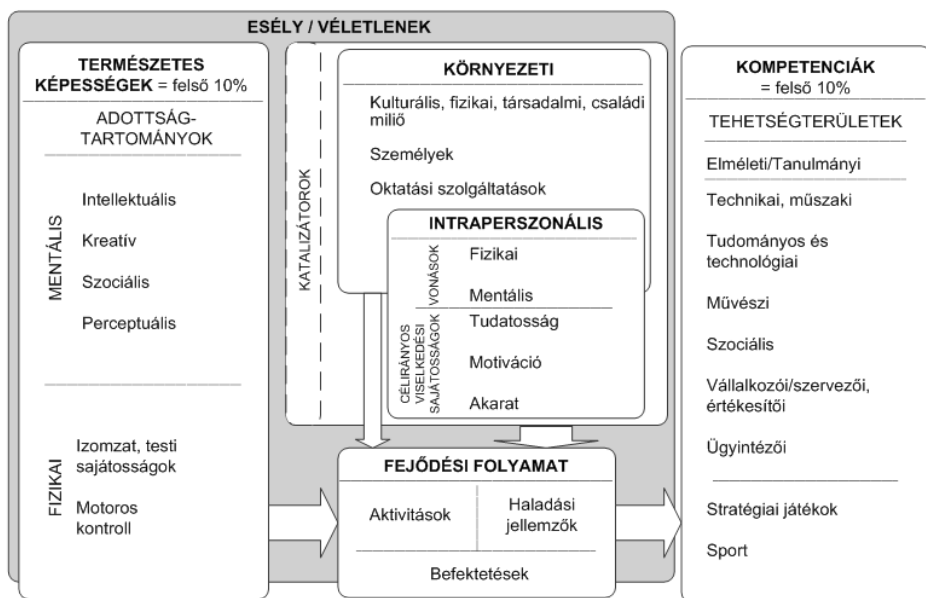 ESÉLY / VÉLETLENEK
TERMÉSZETES
KÉPESSÉGEK = felső 10%
ADOTTSÁG-
TARTOMÁNYOK
MENTÁLIS
Intellektuális
Kreatív
Szociális
Perceptuális
FIZIKAI
Izomzat, testi
sajátosságok
Motoros
kontroll
KATALIZÁTOROK
KÖRNYEZETI
Kulturális, fizikai, társadalmi, családi
miliő
Személyek
Oktatási szolgáltatások
INTRAPERSZONÁLIS
VONÁSOK
Fizikai
Mentális
CÉLIRÁNYOS
VISELKEDÉSI
SAJÁTOSSÁGOK
Tudatosság
Motiváció
Akarat
FEJŐDÉSI FOLYAMAT
Aktivitások
Haladási
jellemzők
Befektetések
KOMPETENCIÁK
= felső 10%
TEHETSÉGTERÜLETEK
Elméleti/Tanulmányi
Technikai, műszaki
Tudományos és
technológiai
Művészi
Szociális
Vállalkozói/szervezői,
értékesítői
Ügyintézői
Stratégiai játékok
Sport